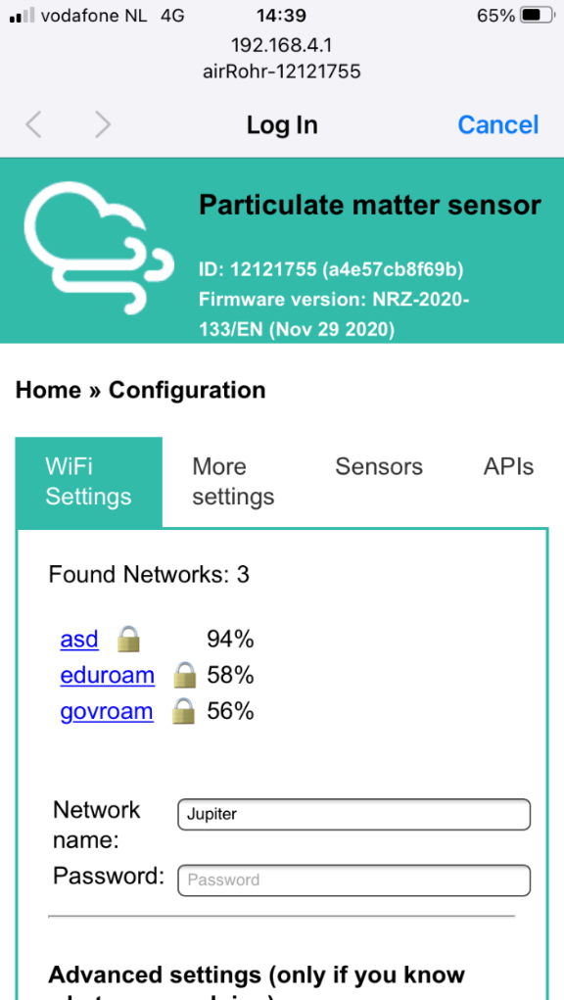 vodafone NL 4G 14:39 65%
192.168.4.1
airRohr-12121755
Log In Cancel
Particulate matter sensor
ID: 12121755 (a4e57cb8f69b)
Firmware version: NRZ-2020-
133/EN (Nov 29 2020)
Home » Configuration
WiFi
Settings
More
settings
Sensors
APIs
Found Networks: 3
asd 94%
eduroam 58%
govroam 56%
Network
name:
Jupiter
Password: Password
Advanced settings (only if you know